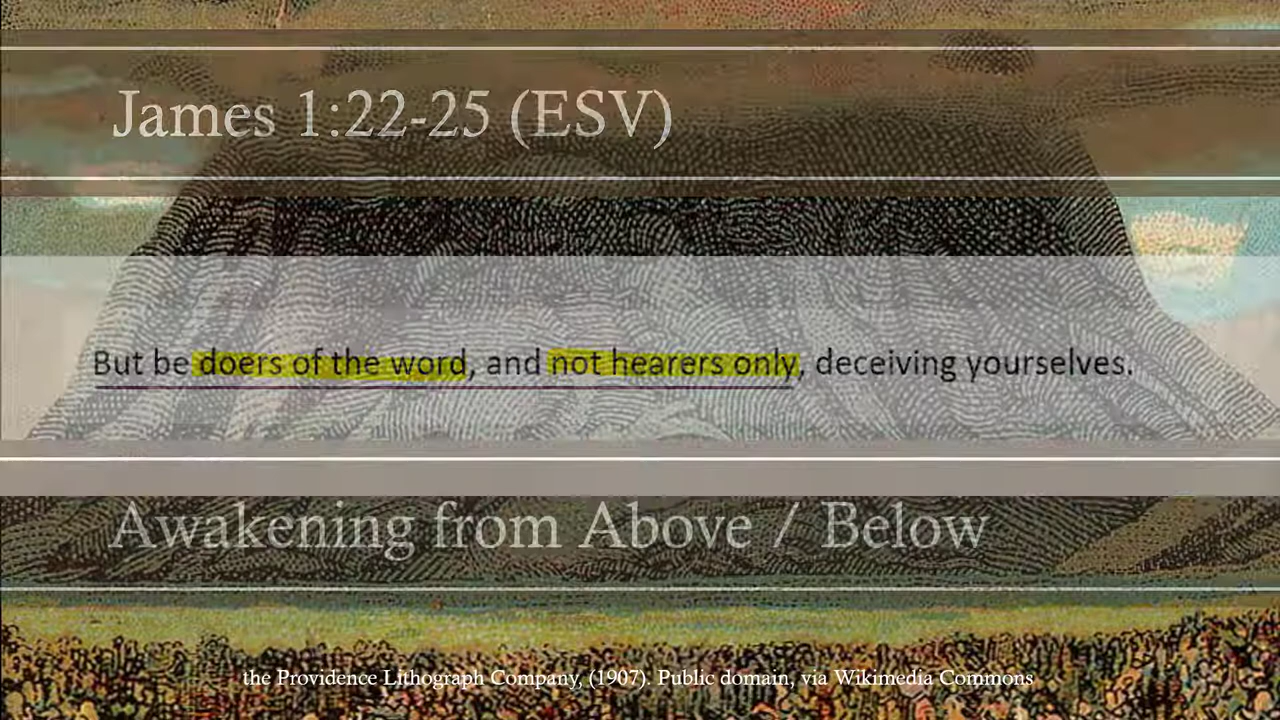 James 1:22-25 (ESV)
But be doers of the word, and not hearers only, deceiving yourselves.
Awakening from Above / Below
the Providence Lithograph Company, (1907). Public domain, via Wikimedia Commons